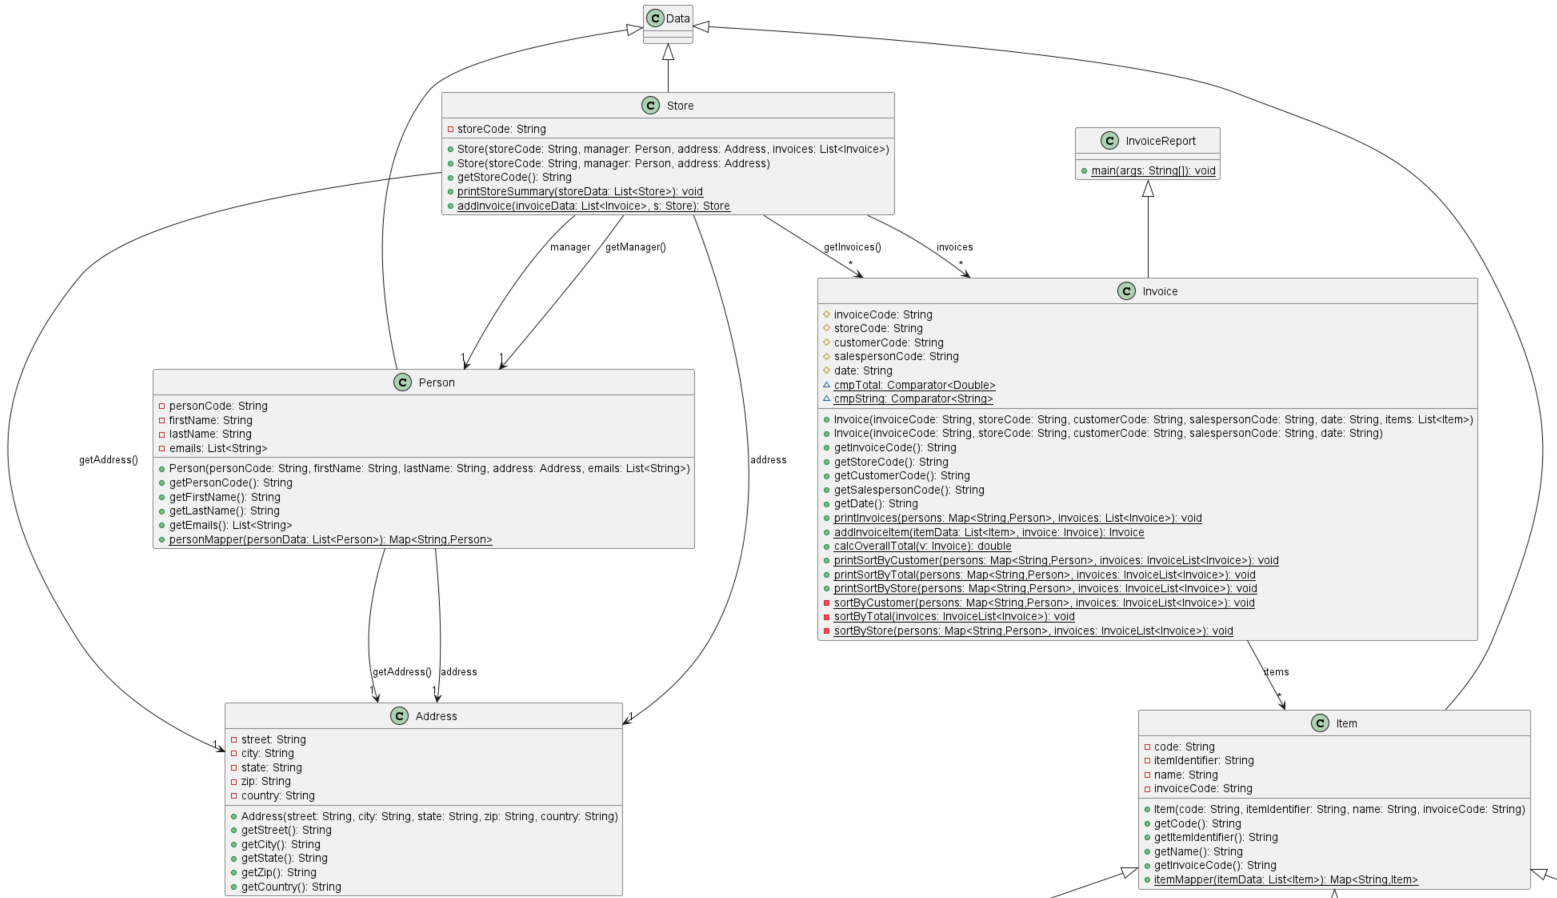 C Data
C Store
storeCode: String
Store(storeCode: String, manager: Person, address: Address, invoices: List<Invoice>)
Store(storeCode: String, manager: Person, address: Address)
getStoreCode(): String
printStoreSummary(storeData: List<Store>): void
addInvoice(invoiceData: List<Invoice>, s: Store): Store
C InvoiceReport
main(args: String[]): void
manager
getManager()
getInvoices()
invoices
*
*
1
1
C Invoice
invoiceCode: String
storeCode: String
customerCode: String
salespersonCode: String
date: String
cmpTotal: Comparator<Double>
cmpString: Comparator<String>
Invoice(invoiceCode: String, storeCode: String, customerCode: String, salespersonCode: String, date: String, items: List<Item>)
Invoice(invoiceCode: String, storeCode: String, customerCode: String, salespersonCode: String, date: String)
getInvoiceCode(): String
getStoreCode(): String
getCustomerCode(): String
getSalespersonCode(): String
getDate(): String
printInvoices(persons: Map<String,Person>, invoices: List<Invoice>): void
addInvoiceItem(itemData: List<Item>, invoice: Invoice): Invoice
calcOverallTotal(v: Invoice): double
printSortByCustomer(persons: Map<String,Person>, invoices: InvoiceList<Invoice>): void
printSortByTotal(persons: Map<String,Person>, invoices: InvoiceList<Invoice>): void
printSortByStore(persons: Map<String,Person>, invoices: InvoiceList<Invoice>): void
sortByCustomer(persons: Map<String,Person>, invoices: InvoiceList<Invoice>): void
sortByTotal(invoices: InvoiceList<Invoice>): void
sortByStore(persons: Map<String,Person>, invoices: InvoiceList<Invoice>): void
C Person
personCode: String
firstName: String
lastName: String
emails: List<String>
Person(personCode: String, firstName: String, lastName: String, address: Address, emails: List<String>)
getPersonCode(): String
getFirstName(): String
getLastName(): String
getEmails(): List<String>
personMapper(personData: List<Person>): Map<String,Person>
getAddress()
address
getAddress()
address
items
1
1
1
1
*
C Address
street: String
city: String
state: String
zip: String
country: String
Address(street: String, city: String, state: String, zip: String, country: String)
getStreet(): String
getCity(): String
getState(): String
getZip(): String
getCountry(): String
C Item
code: String
itemIdentifier: String
name: String
invoiceCode: String
Item(code: String, itemIdentifier: String, name: String, invoiceCode: String)
getCode(): String
getItemIdentifier(): String
getName(): String
getInvoiceCode(): String
itemMapper(itemData: List<Item>): Map<String,Item>